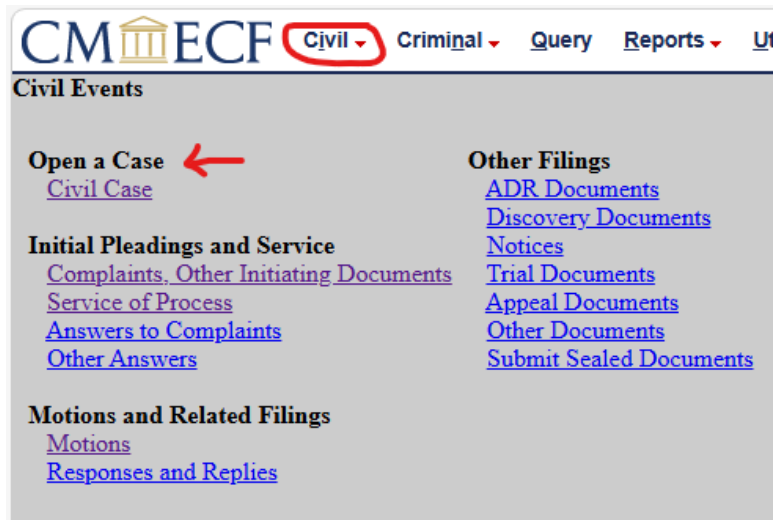 CM ECF Civil Criminal Query Reports
Civil Events
Open a Case
Civil Case
Initial Pleadings and Service
Complaints, Other Initiating Documents
Service of Process
Answers to Complaints
Other Answers
Motions and Related Filings
Motions
Responses and Replies
Other Filings
ADR Documents
Discovery Documents
Notices
Trial Documents
Appeal Documents
Other Documents
Submit Sealed Documents